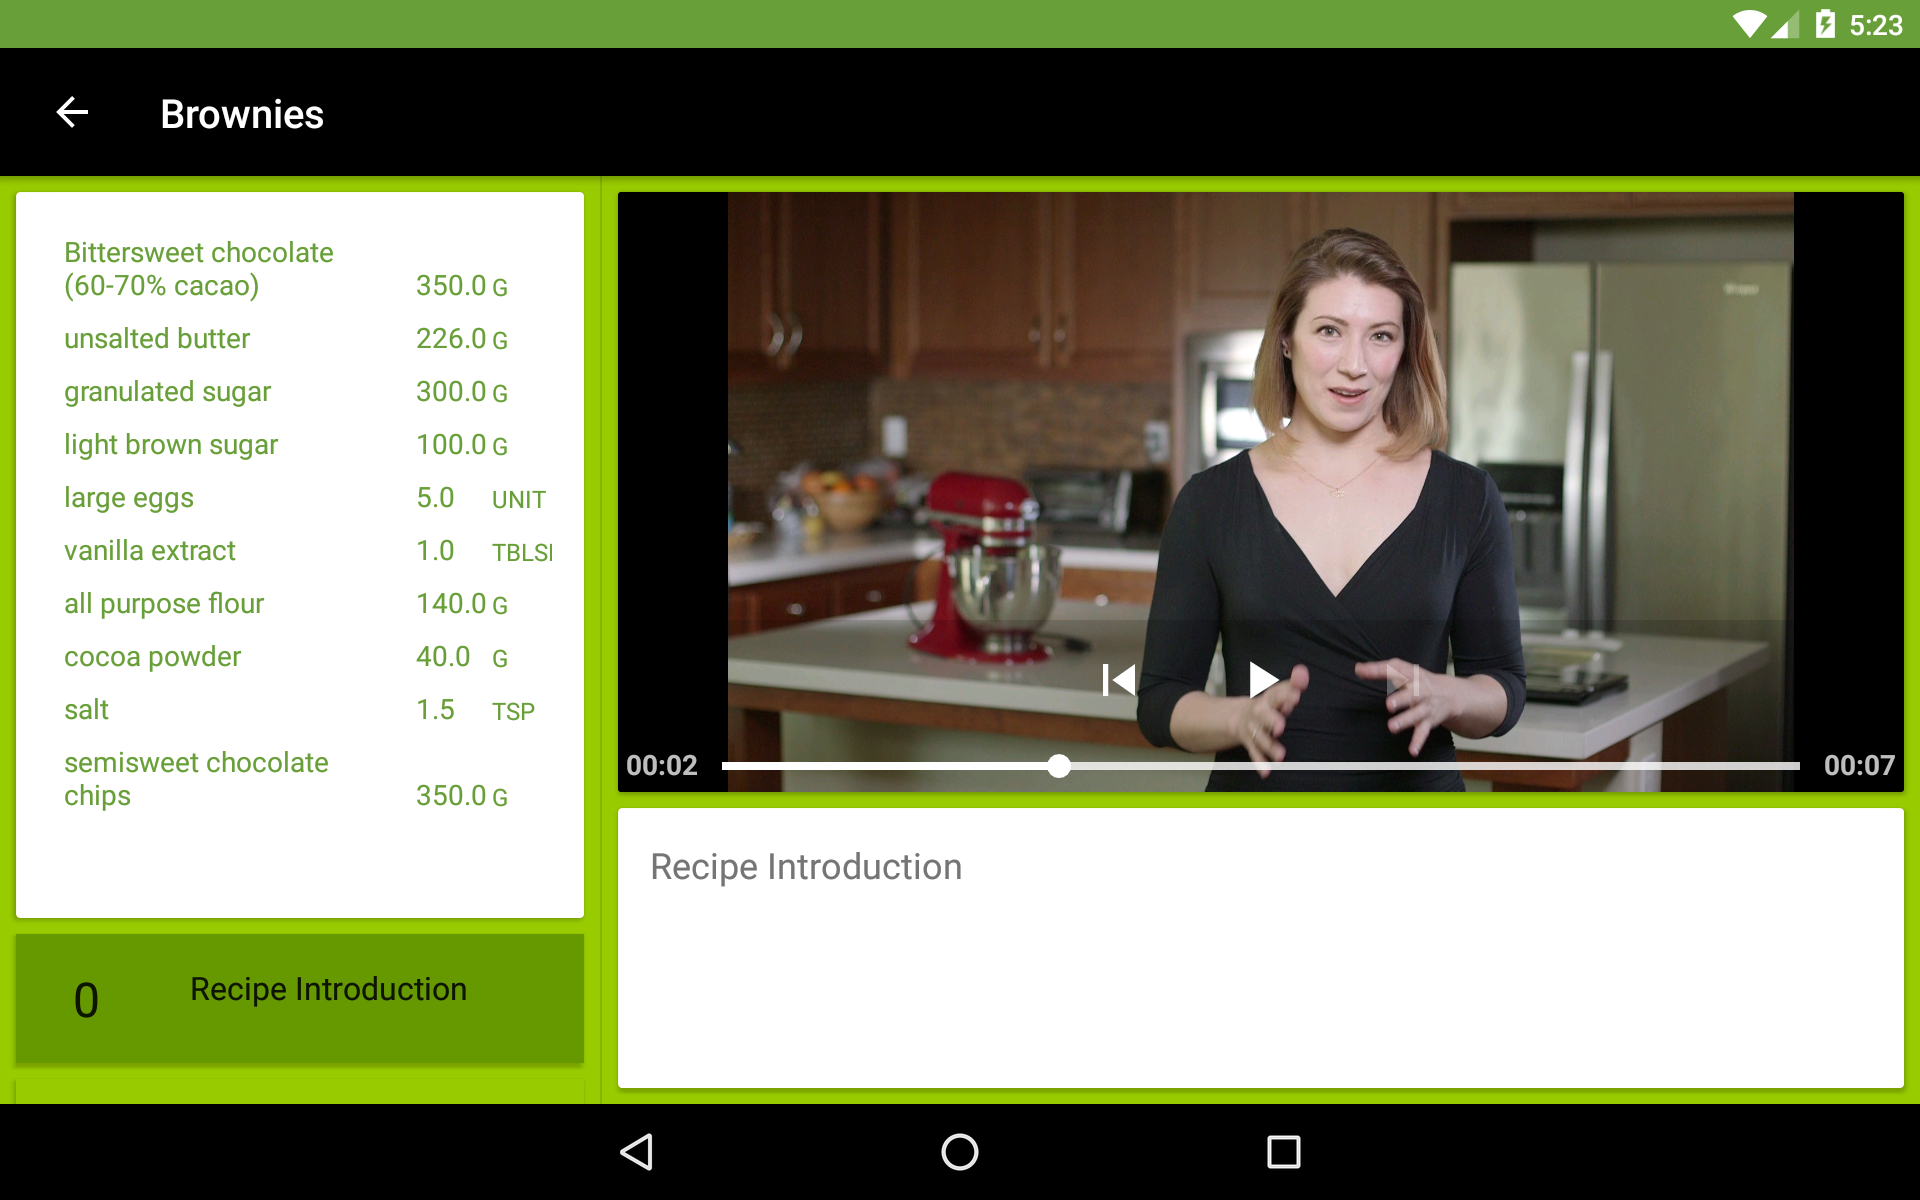 5:23
Brownies
Bittersweet chocolate
(60-70% cacao) 350.0 G
unsalted butter 226.0 G
granulated sugar 300.0 G
light brown sugar 100.0 G
large eggs 5.0 UNIT
vanilla extract 1.0 TBLS
all purpose flour 140.0 G
cocoa powder 40.0 G
salt 1.5 TSP
semisweet chocolate
chips 350.0 G
0 Recipe Introduction
00:02 00:07
Recipe Introduction